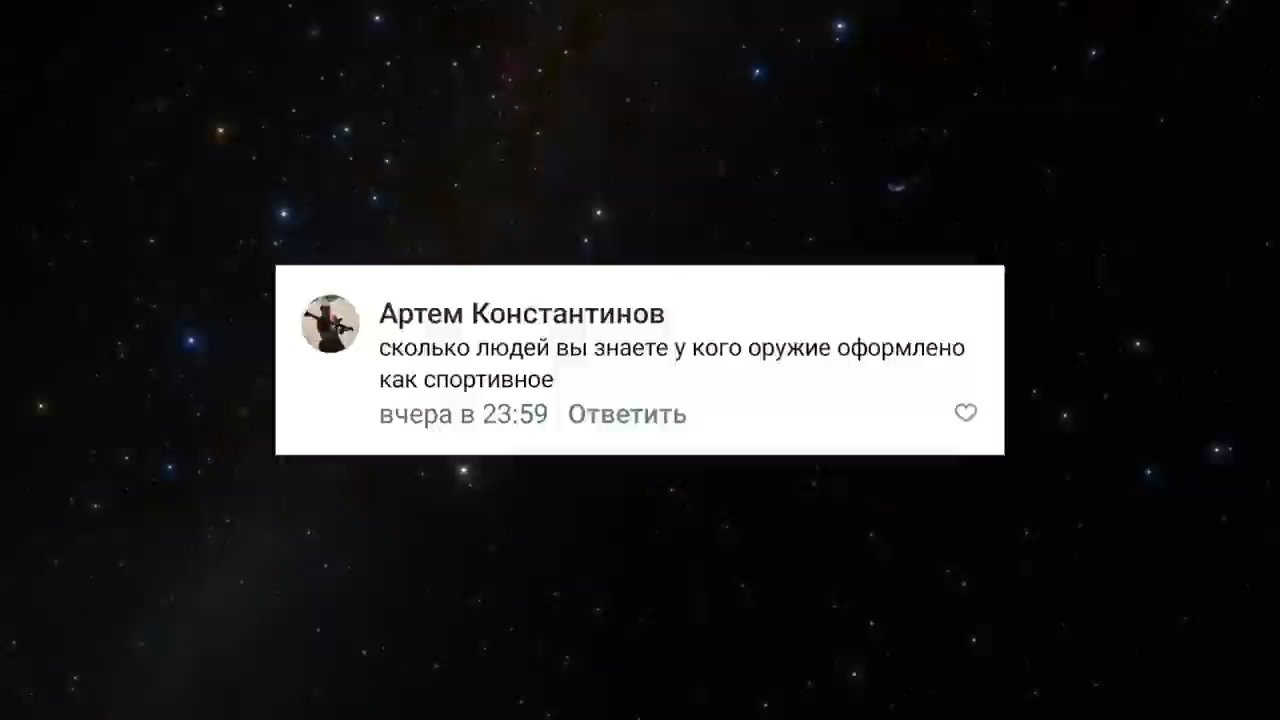 Артем Константинов
сколько людей вы знаете у кого оружие оформлено
как спортивное
вчера в 23:59 Ответить